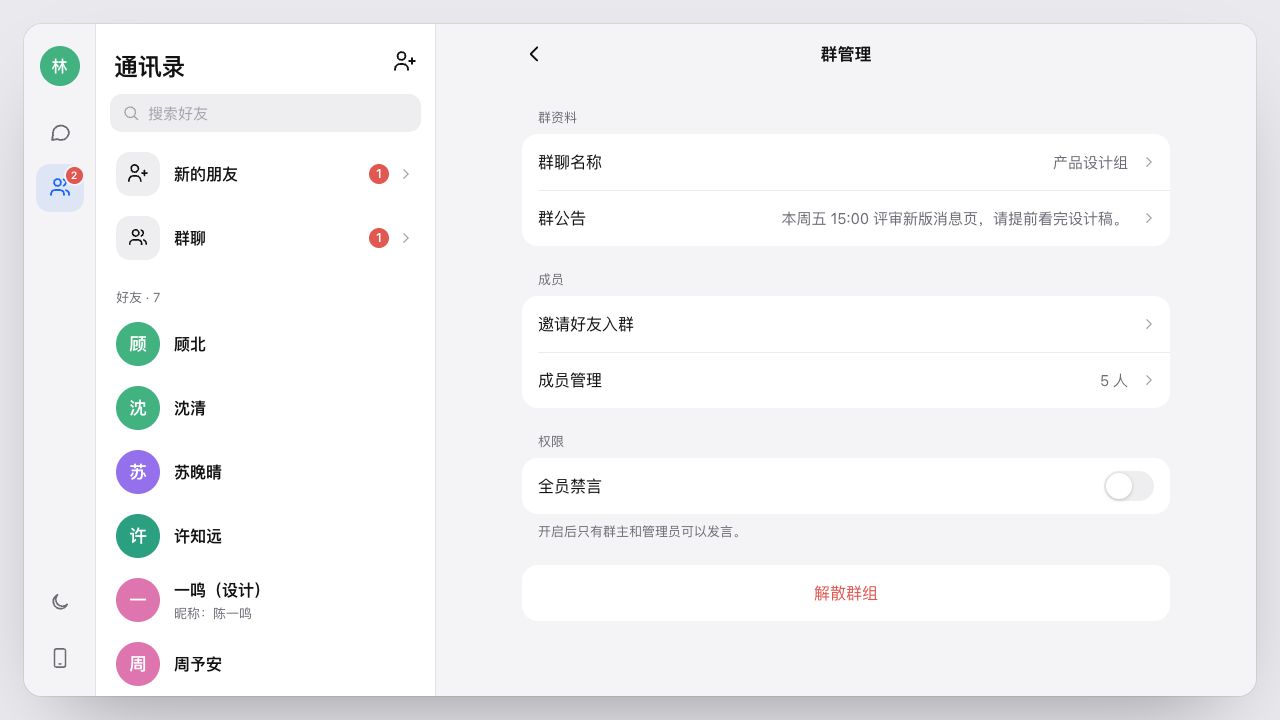 林
2
通讯录
搜索好友
新的朋友
1
群聊
1
好友 · 7
顾
顾北
沈
沈清
苏
苏晚晴
许
许知远
一
一鸣（设计）
昵称：陈一鸣
周
周予安
群管理
群资料
群聊名称
产品设计组
群公告
本周五 15:00 评审新版消息页，请提前看完设计稿。
成员
邀请好友入群
成员管理
5 人
权限
全员禁言
开启后只有群主和管理员可以发言。
解散群组